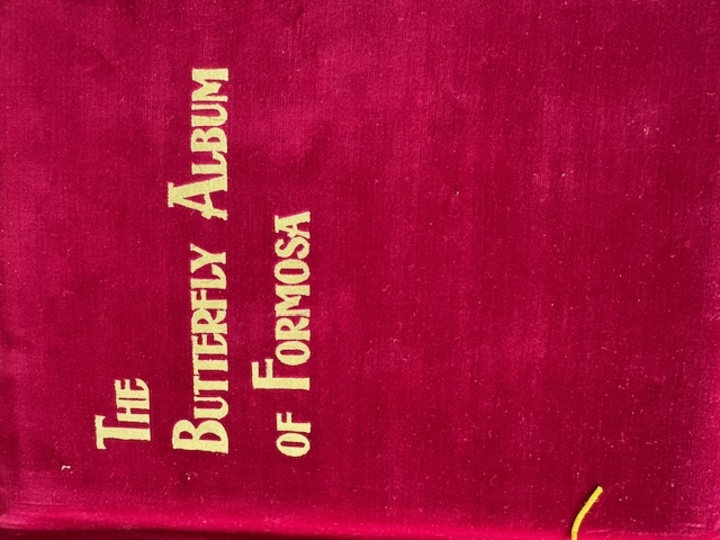 THE
BUTTERFLY ALBUM
OF FORMOSA